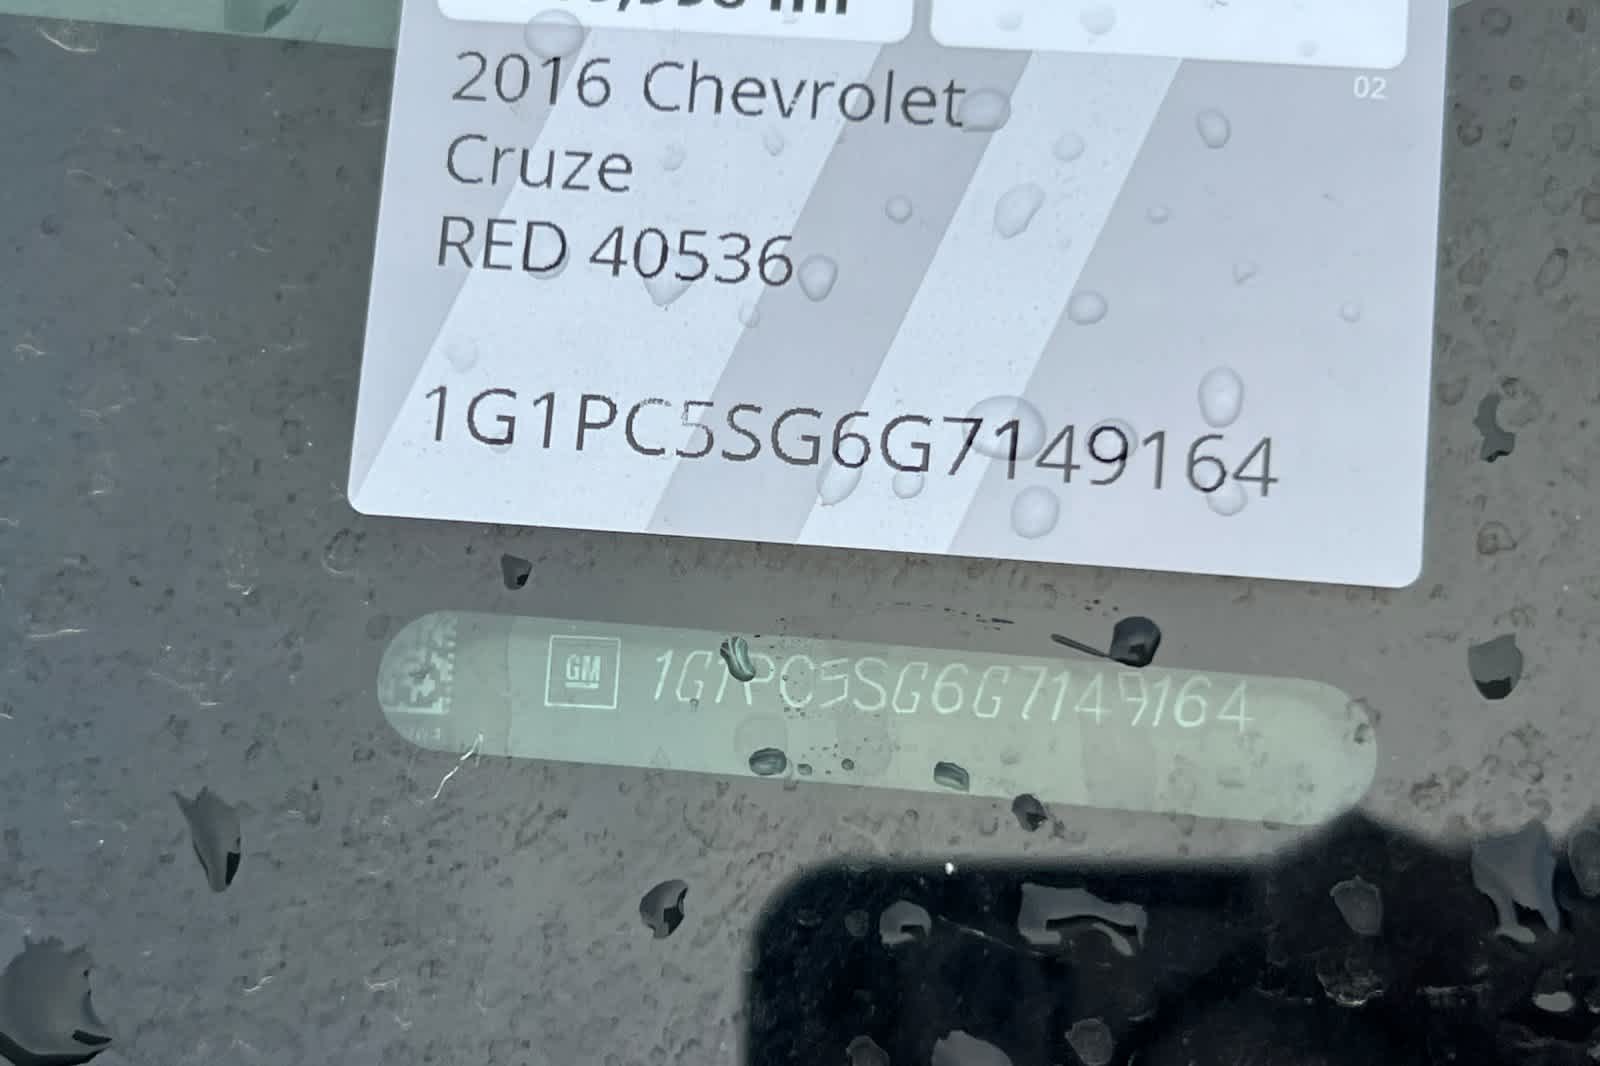 02
2016 Chevrolet
Cruze
RED 40536
1G1PC5SG6G7149164
GM 1G1PC5SG6G7149164